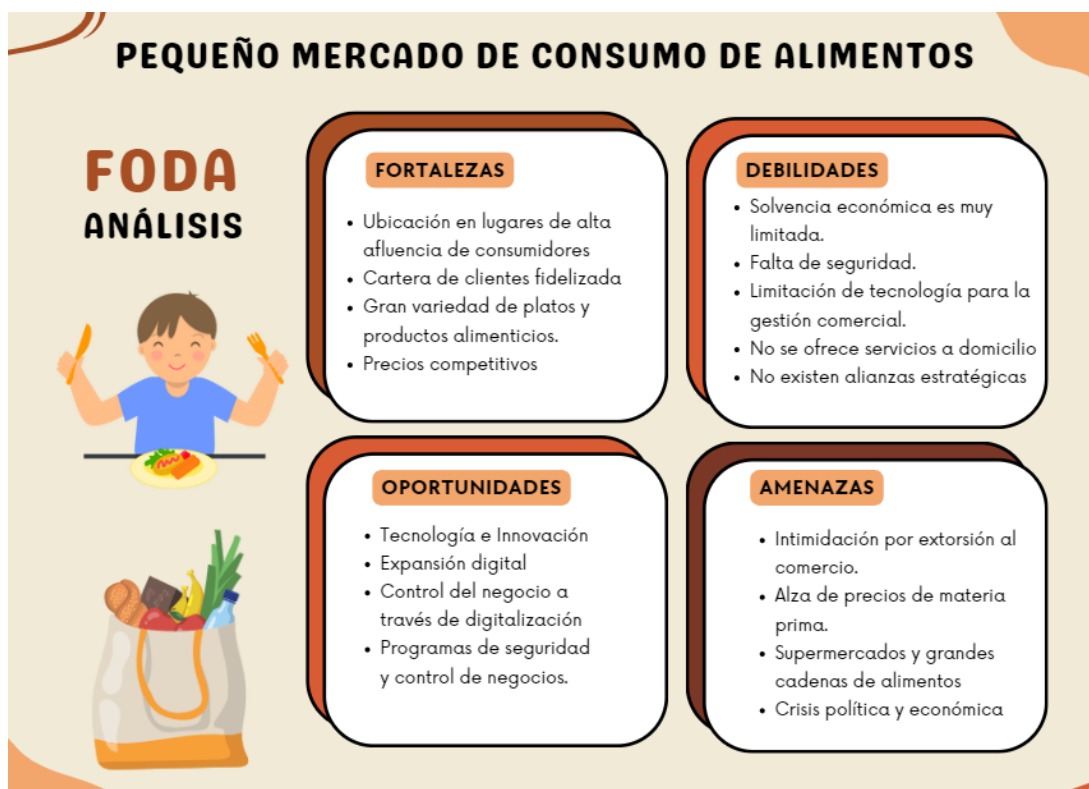 PEQUEÑO MERCADO DE CONSUMO DE ALIMENTOS
FODA
ANÁLISIS
FORTALEZAS
• Ubicación en lugares de alta
afluencia de consumidores
• Cartera de clientes fidelizada
• Gran variedad de platos y
productos alimenticios.
• Precios competitivos
DEBILIDADES
• Solvencia económica es muy
limitada.
• Falta de seguridad.
• Limitación de tecnología para la
gestión comercial.
• No se ofrece servicios a domicilio
• No existen alianzas estratégicas
OPORTUNIDADES
• Tecnología e Innovación
• Expansión digital
• Control del negocio a
través de digitalización
• Programas de seguridad
y control de negocios.
AMENAZAS
• Intimidación por extorsión al
comercio.
• Alza de precios de materia
prima.
• Supermercados y grandes
cadenas de alimentos
• Crisis política y económica